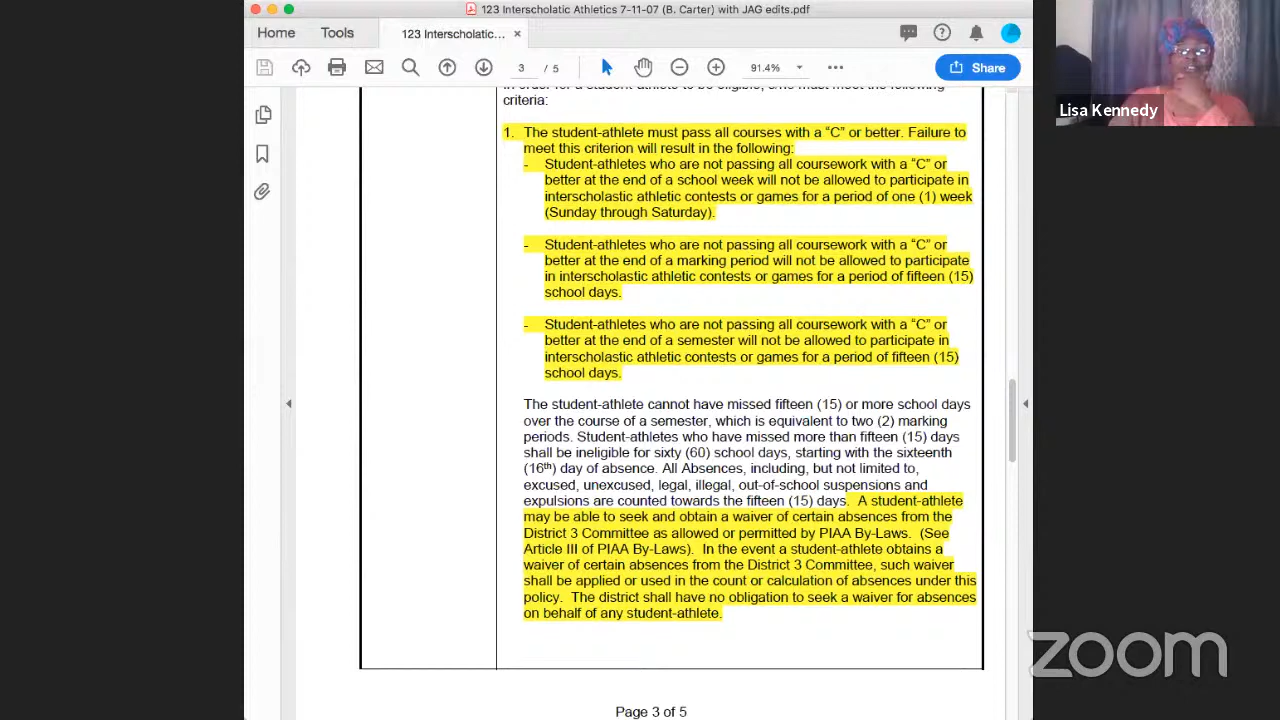 123 Interscholatic Athletics 7-11-07 (B. Carter) with JAG edits.pdf
Home Tools 123 Interscholatic... ×
3 / 5 91.4% Share
Lisa Kennedy
In order for a student-athlete to be eligible, s/he must meet the following
criteria:
1. The student-athlete must pass all courses with a “C” or better. Failure to
meet this criterion will result in the following:
- Student-athletes who are not passing all coursework with a “C” or
better at the end of a school week will not be allowed to participate in
interscholastic athletic contests or games for a period of one (1) week
(Sunday through Saturday).
- Student-athletes who are not passing all coursework with a “C” or
better at the end of a marking period will not be allowed to participate
in interscholastic athletic contests or games for a period of fifteen (15)
school days.
- Student-athletes who are not passing all coursework with a “C” or
better at the end of a semester will not be allowed to participate in
interscholastic athletic contests or games for a period of fifteen (15)
school days.
The student-athlete cannot have missed fifteen (15) or more school days
over the course of a semester, which is equivalent to two (2) marking
periods. Student-athletes who have missed more than fifteen (15) days
shall be ineligible for sixty (60) school days, starting with the sixteenth
(16th) day of absence. All Absences, including, but not limited to,
excused, unexcused, legal, illegal, out-of-school suspensions and
expulsions are counted towards the fifteen (15) days. A student-athlete
may be able to seek and obtain a waiver of certain absences from the
District 3 Committee as allowed or permitted by PIAA By-Laws. (See
Article III of PIAA By-Laws). In the event a student-athlete obtains a
waiver of certain absences from the District 3 Committee, such waiver
shall be applied or used in the count or calculation of absences under this
policy. The district shall have no obligation to seek a waiver for absences
on behalf of any student-athlete.
zoom
Page 3 of 5